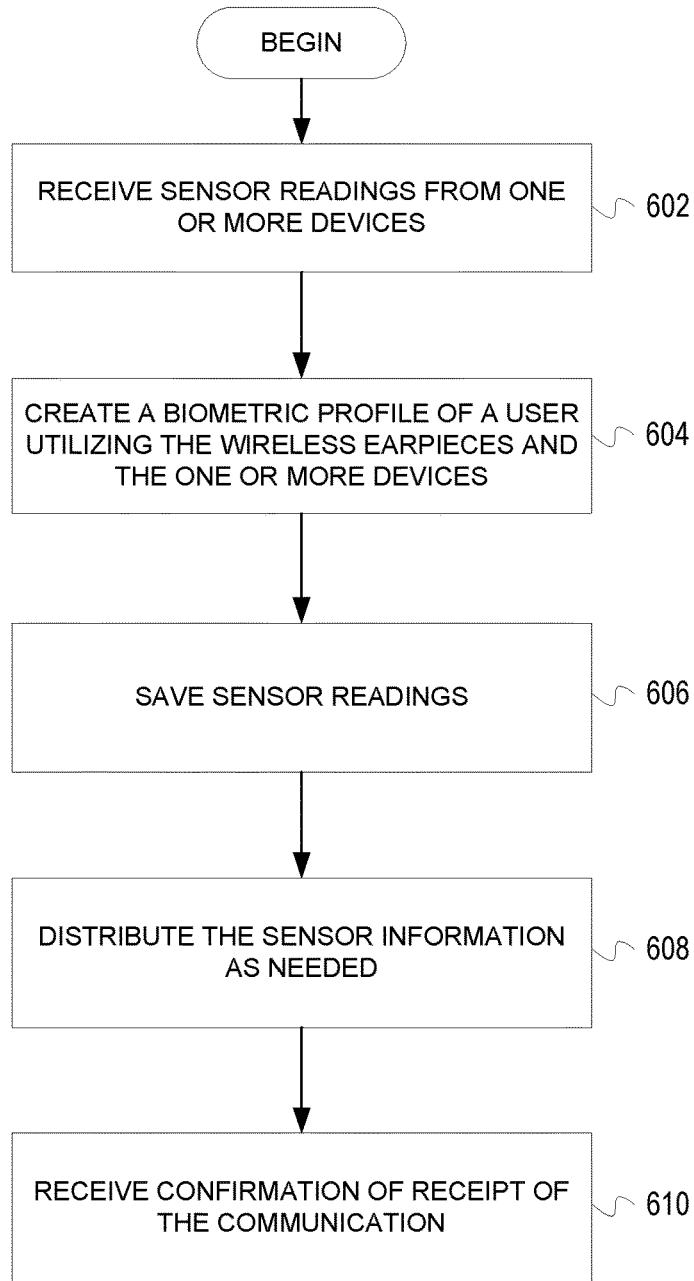 BEGIN
RECEIVE SENSOR READINGS FROM ONE
OR MORE DEVICES
602
CREATE A BIOMETRIC PROFILE OF A USER
UTILIZING THE WIRELESS EARPIECES AND
THE ONE OR MORE DEVICES
604
SAVE SENSOR READINGS
606
DISTRIBUTE THE SENSOR INFORMATION
AS NEEDED
608
RECEIVE CONFIRMATION OF RECEIPT OF
THE COMMUNICATION
610